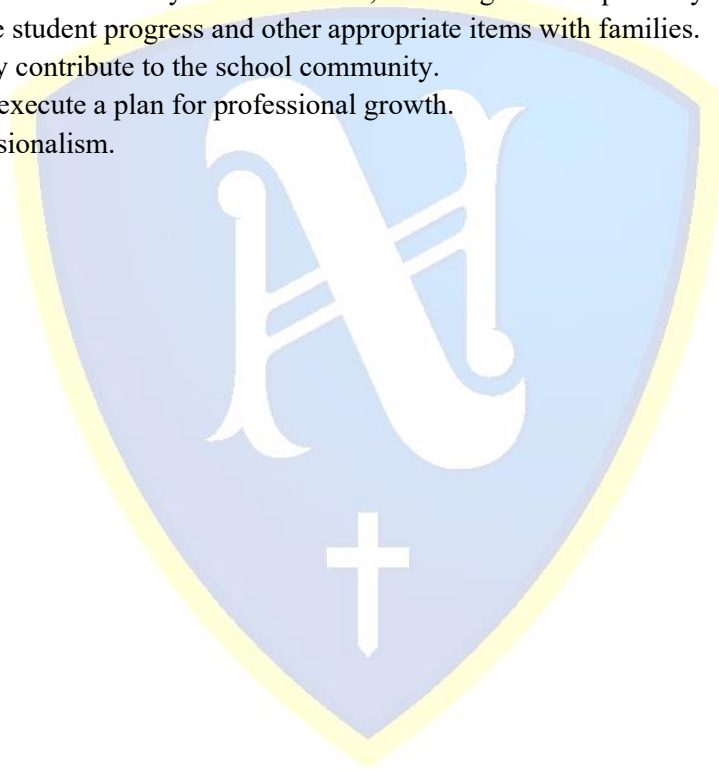 e student progress and other appropriate items with families.
y contribute to the school community.
execute a plan for professional growth.
sionalism.
N